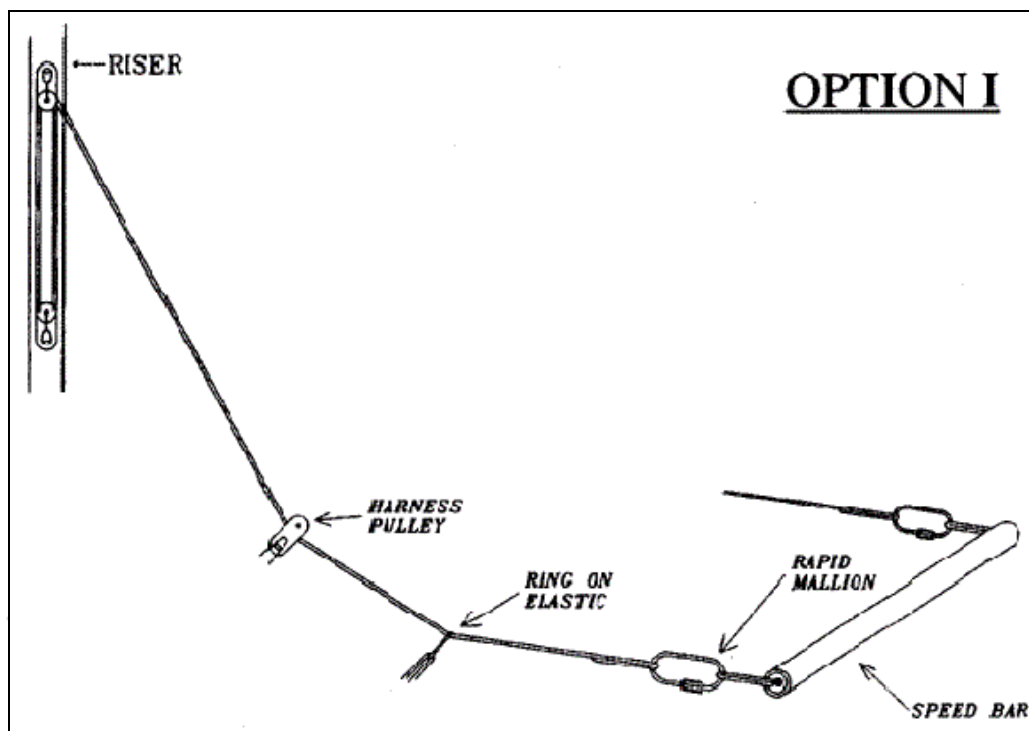 RISER
OPTION I
HARNESS
PULLEY
RING ON
ELASTIC
RAPID
MALLION
SPEED BAR